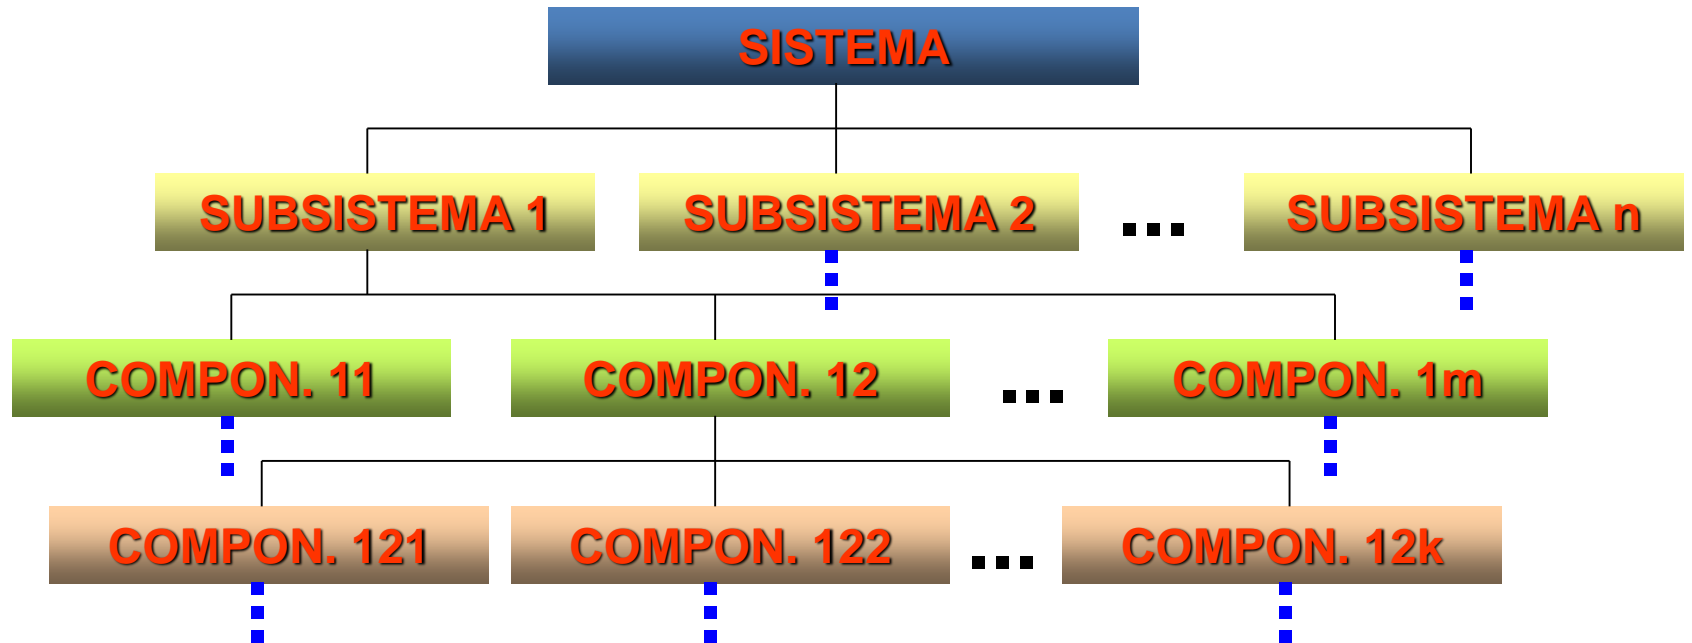 SISTEMA
SUBSISTEMA 1
SUBSISTEMA 2
...
SUBSISTEMA n
COMPON. 11
COMPON. 12
...
COMPON. 1m
COMPON. 121
COMPON. 122
...
COMPON. 12k